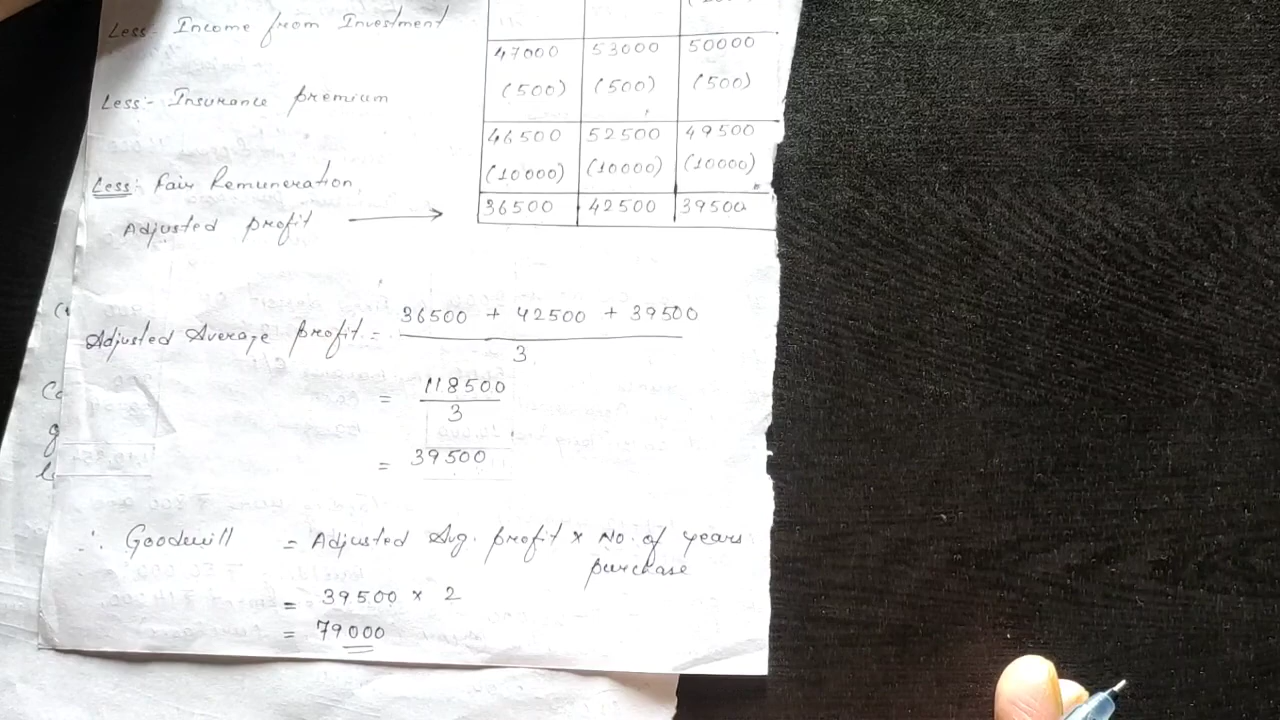 Less:- Income from Investment
47000 53000 50000
Less:- Insurance premium (500) (500) (500)
46500 52500 49500
Less:- Fair Remuneration (10000) (10000) (10000)
Adjusted profit → 36500 42500 39500
Adjusted Average profit = 36500 + 42500 + 39500
3
= 118500
3
= 39500
∴ Goodwill = Adjusted Avg. profit × No. of years
purchase
= 39500 × 2
= 79000